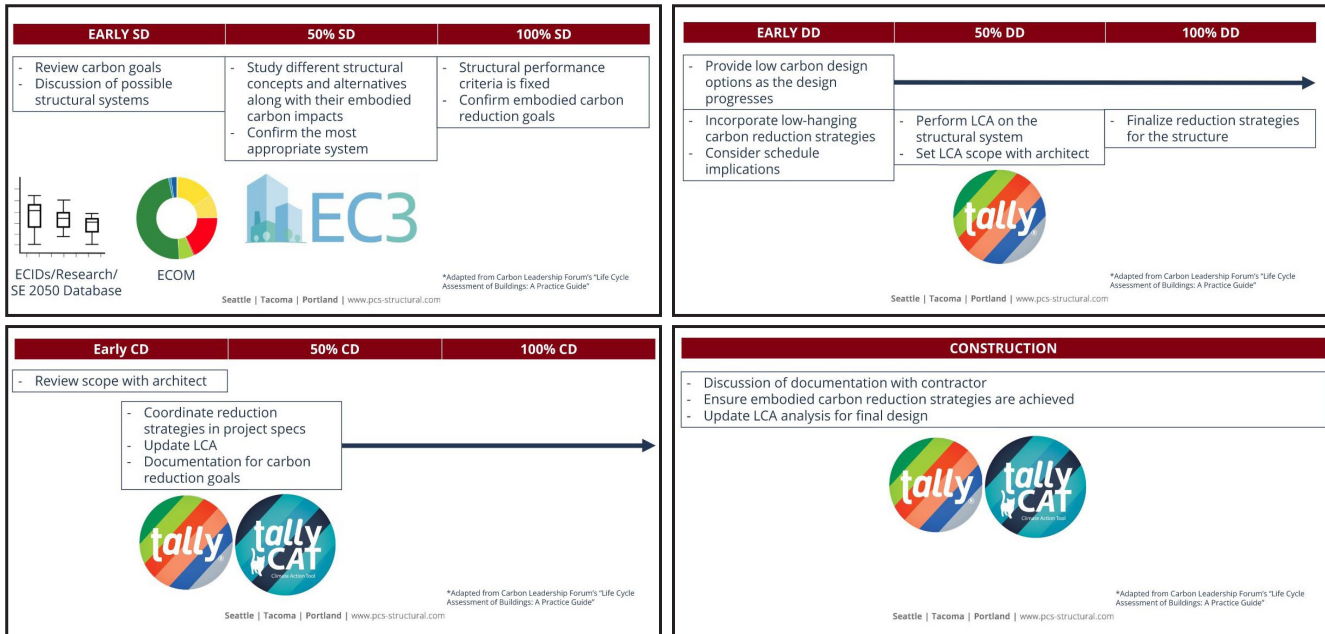 EARLY SD
50% SD
100% SD
- Review carbon goals
- Discussion of possible
structural systems
- Study different structural
concepts and alternatives
along with their embodied
carbon impacts
- Confirm the most
appropriate system
- Structural performance
criteria is fixed
- Confirm embodied carbon
reduction goals
ECIDs/Research/
SE 2050 Database
ECOM
EC3
*Adapted from Carbon Leadership Forum's "Life Cycle
Assessment of Buildings: A Practice Guide"
Seattle | Tacoma | Portland | www.pcs-structural.com
EARLY DD
50% DD
100% DD
- Provide low carbon design
options as the design
progresses
- Incorporate low-hanging
carbon reduction strategies
- Consider schedule
implications
- Perform LCA on the
structural system
- Set LCA scope with architect
- Finalize reduction strategies
for the structure
tally®
*Adapted from Carbon Leadership Forum's "Life Cycle
Assessment of Buildings: A Practice Guide"
Seattle | Tacoma | Portland | www.pcs-structural.com
Early CD
50% CD
100% CD
- Review scope with architect
- Coordinate reduction
strategies in project specs
- Update LCA
- Documentation for carbon
reduction goals
tally®
tally
CAT
Climate Action Tool
*Adapted from Carbon Leadership Forum's "Life Cycle
Assessment of Buildings: A Practice Guide"
Seattle | Tacoma | Portland | www.pcs-structural.com
CONSTRUCTION
- Discussion of documentation with contractor
- Ensure embodied carbon reduction strategies are achieved
- Update LCA analysis for final design
tally®
tally
CAT
Climate Action Tool
*Adapted from Carbon Leadership Forum's "Life Cycle
Assessment of Buildings: A Practice Guide"
Seattle | Tacoma | Portland | www.pcs-structural.com